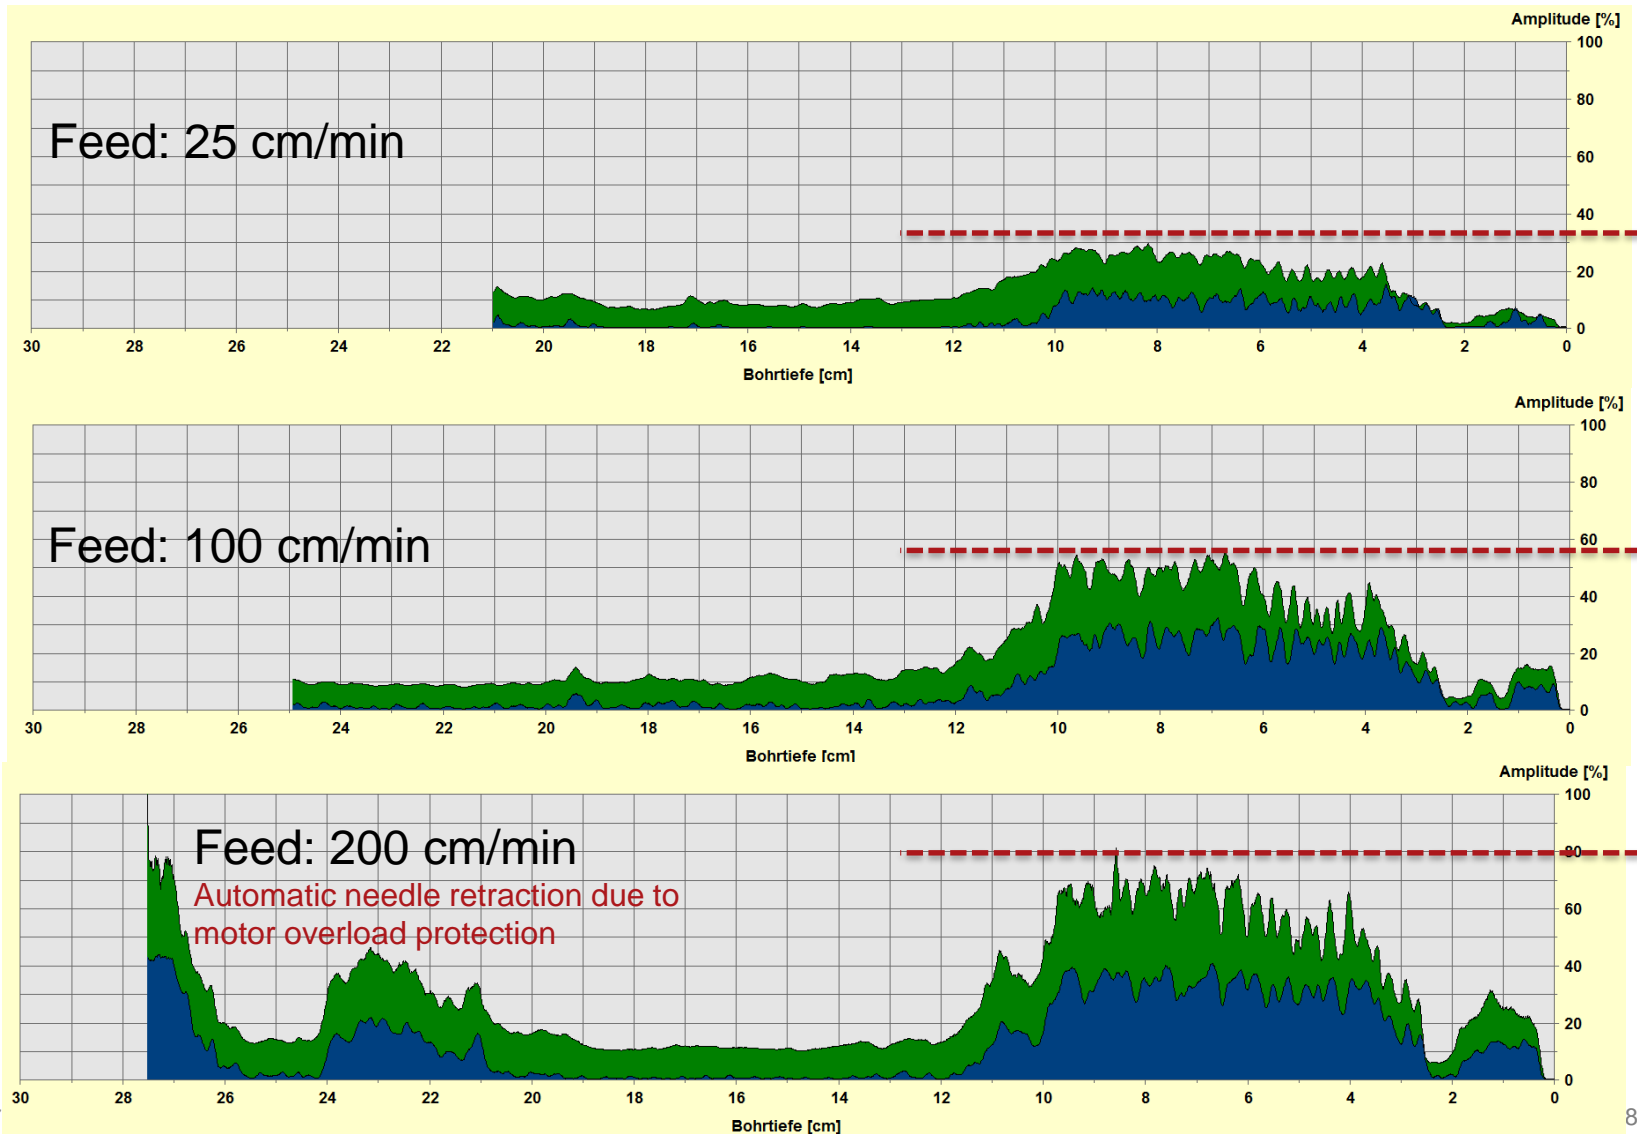 Amplitude [%]
100
80
Feed: 25 cm/min
60
40
20
0
30 28 26 24 22 20 18 16 14 12 10 8 6 4 2 0
Bohrtiefe [cm]
Amplitude [%]
100
80
Feed: 100 cm/min
60
40
20
0
30 28 26 24 22 20 18 16 14 12 10 8 6 4 2 0
Bohrtiefe [cm]
Amplitude [%]
100
Feed: 200 cm/min
80
Automatic needle retraction due to
motor overload protection
60
40
20
0
30 28 26 24 22 20 18 16 14 12 10 8 6 4 2 0
Bohrtiefe [cm]
8